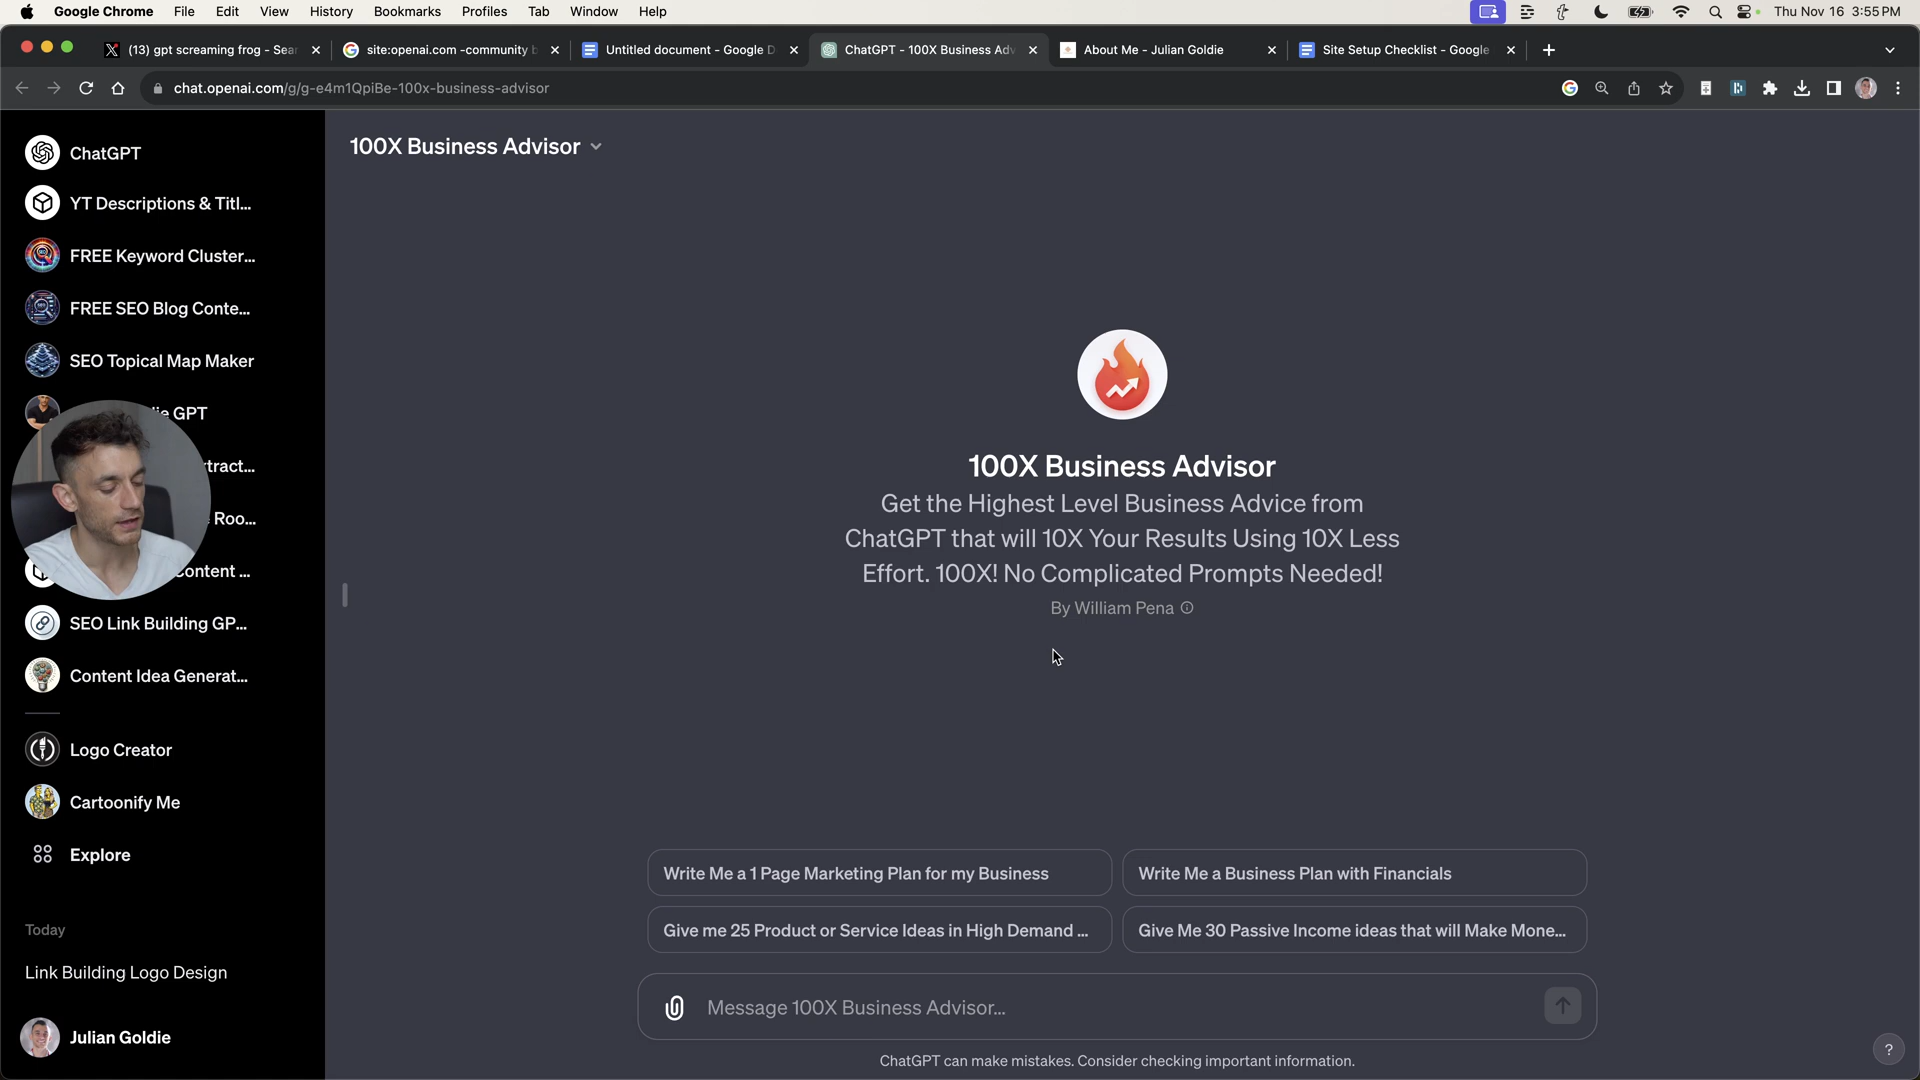 Google Chrome File Edit View History Bookmarks Profiles Tab Window Help Thu Nov 16 3:55 PM
(13) gpt screaming frog - Sea
site:openai.com -community b
Untitled document - Google D
ChatGPT - 100X Business Adv
About Me - Julian Goldie
Site Setup Checklist - Google
chat.openai.com/g/g-e4m1QpiBe-100x-business-advisor
ChatGPT
YT Descriptions & Titl...
FREE Keyword Cluster...
FREE SEO Blog Conte...
SEO Topical Map Maker
ie GPT
tract...
Roo...
Content ...
SEO Link Building GP...
Content Idea Generat...
Logo Creator
Cartoonify Me
Explore
Today
Link Building Logo Design
Julian Goldie
100X Business Advisor
100X Business Advisor
Get the Highest Level Business Advice from
ChatGPT that will 10X Your Results Using 10X Less
Effort. 100X! No Complicated Prompts Needed!
By William Pena
Write Me a 1 Page Marketing Plan for my Business
Write Me a Business Plan with Financials
Give me 25 Product or Service Ideas in High Demand ...
Give Me 30 Passive Income ideas that will Make Mone...
Message 100X Business Advisor...
ChatGPT can make mistakes. Consider checking important information.
?